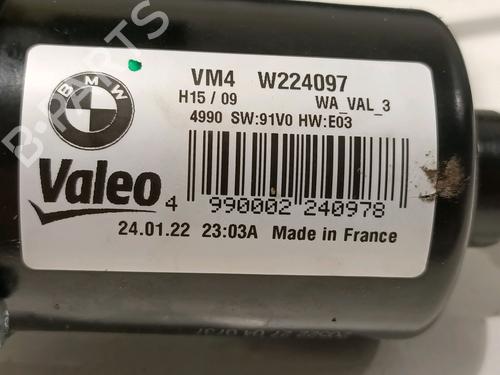 B-PARTS
BMW
VM4 W224097
H15 / 09 WA_VAL_3
4990 SW:91V0 HW:E03
Valeo
4 990002 240978
24.01.22 23:03A Made in France